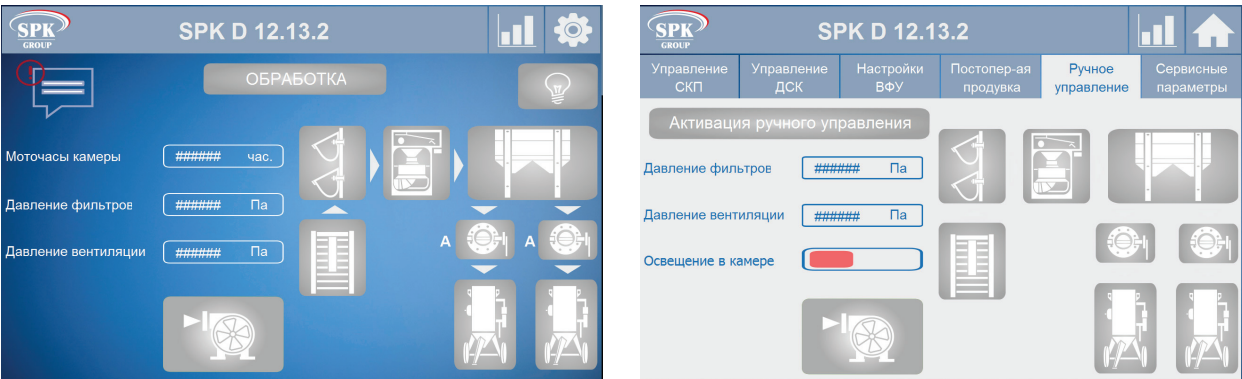 SPK
GROUP
SPK D 12.13.2
!
ОБРАБОТКА
Моточасы камеры
###### час.
Давление фильтров
###### Па
Давление вентиляции
###### Па
A
A
SPK
GROUP
SPK D 12.13.2
Управление
СКП
Управление
ДСК
Настройки
ВФУ
Постопер-ая
продувка
Ручное
управление
Сервисные
параметры
Активация ручного управления
Давление фильтров
###### Па
Давление вентиляции
###### Па
Освещение в камере